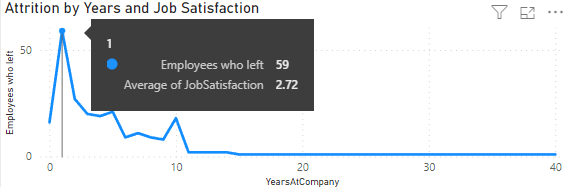 Attrition by Years and Job Satisfaction
1
Employees who left 59
Average of JobSatisfaction 2.72
Employees who left
50
0
0 10 20 30 40
YearsAtCompany